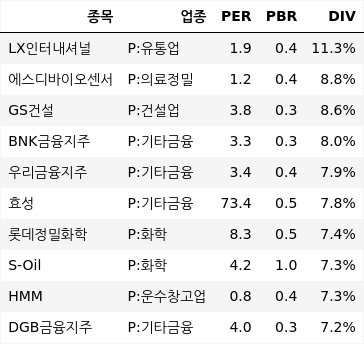 종목 업종 PER PBR DIV
LX인터내셔널 P:유통업 1.9 0.4 11.3%
에스디바이오센서 P:의료정밀 1.2 0.4 8.8%
GS건설 P:건설업 3.8 0.3 8.6%
BNK금융지주 P:기타금융 3.3 0.3 8.0%
우리금융지주 P:기타금융 3.4 0.4 7.9%
효성 P:기타금융 73.4 0.5 7.8%
롯데정밀화학 P:화학 8.3 0.5 7.4%
S-Oil P:화학 4.2 1.0 7.3%
HMM P:운수창고업 0.8 0.4 7.3%
DGB금융지주 P:기타금융 4.0 0.3 7.2%